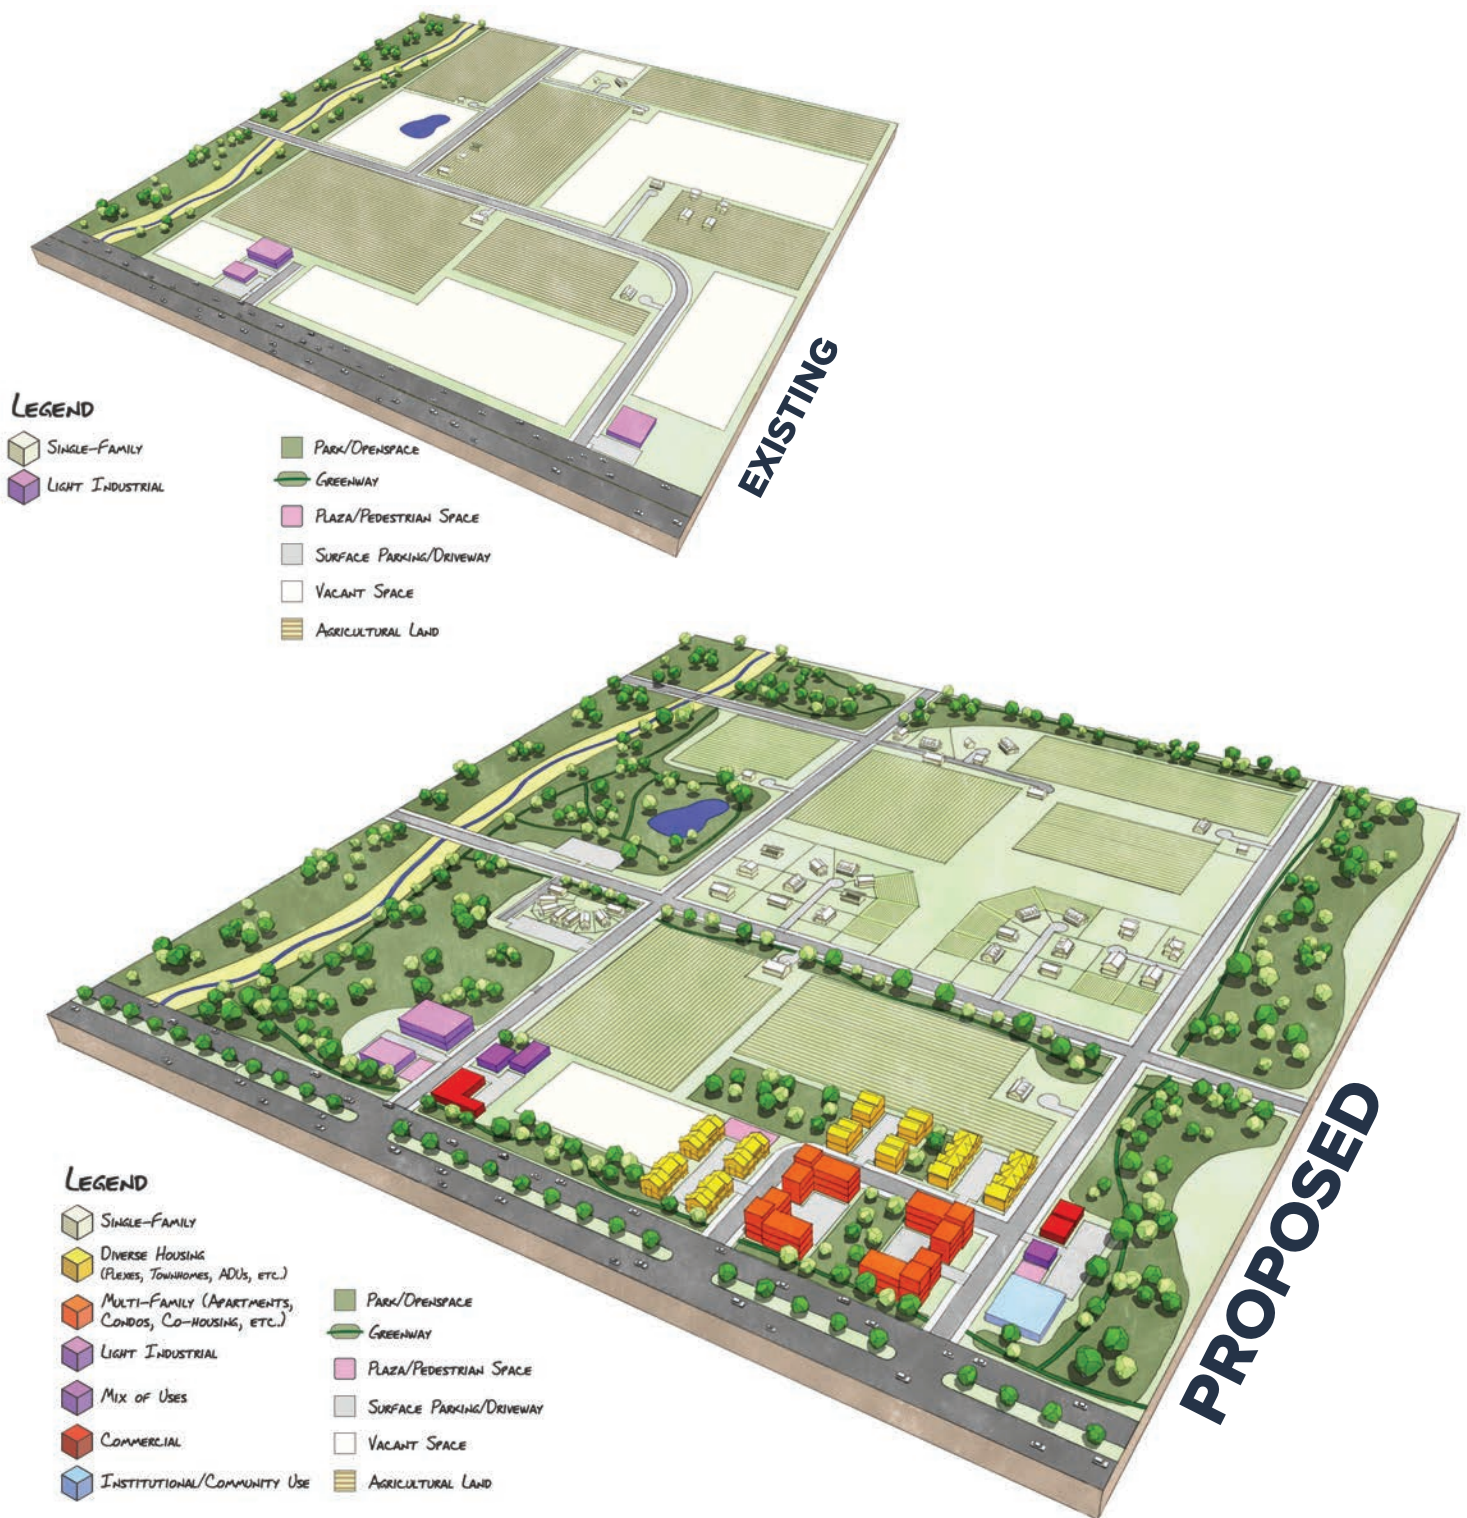 EXISTING
LEGEND
SINGLE-FAMILY
LIGHT INDUSTRIAL
PARK/OPENSPACE
GREENWAY
PLAZA/PEDESTRIAN SPACE
SURFACE PARKING/DRIVEWAY
VACANT SPACE
AGRICULTURAL LAND
PROPOSED
LEGEND
SINGLE-FAMILY
DIVERSE HOUSING
(PLEXES, TOWNHOMES, ADUS, ETC.)
MULTI-FAMILY (APARTMENTS,
CONDOS, CO-HOUSING, ETC.)
LIGHT INDUSTRIAL
MIX OF USES
COMMERCIAL
INSTITUTIONAL/COMMUNITY USE
PARK/OPENSPACE
GREENWAY
PLAZA/PEDESTRIAN SPACE
SURFACE PARKING/DRIVEWAY
VACANT SPACE
AGRICULTURAL LAND